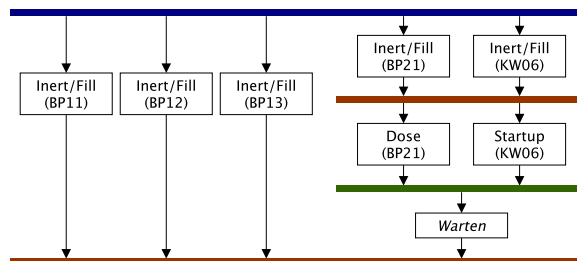 Inert/Fill
(BP21)
Inert/Fill
(KW06)
Inert/Fill
(BP11)
Inert/Fill
(BP12)
Inert/Fill
(BP13)
Dose
(BP21)
Startup
(KW06)
Warten